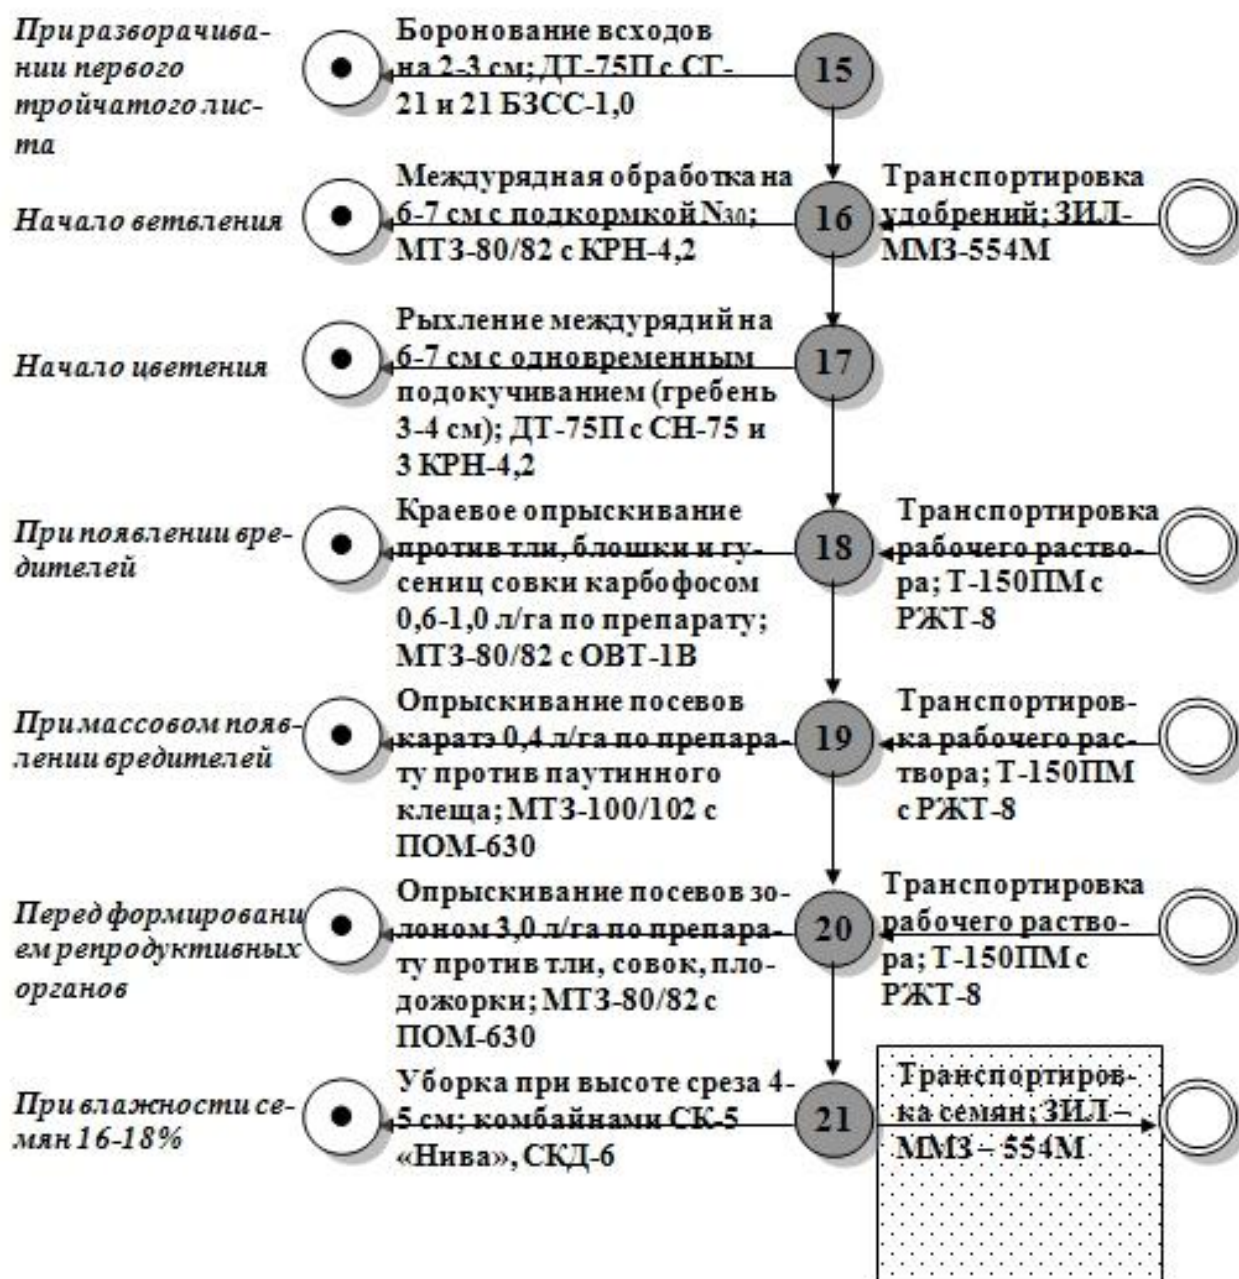 При разворачива-
нии первого
тройчатого лис-
та
Боронование всходов
на 2-3 см; ДТ-75П с СГ-
21 и 21 БЗСС-1,0
15
Начало ветвления
Междурядная обработка на
6-7 см с подкормкой N30;
МТЗ-80/82 с КРН-4,2
16
Транспортировка
удобрений; ЗИЛ-
ММЗ-554М
Начало цветения
Рыхление междурядий на
6-7 см с одновременным
подокучиванием (гребень
3-4 см); ДТ-75П с СН-75 и
3 КРН-4,2
17
При появлении вре-
дителей
Краевое опрыскивание
против тли, блошки и гу-
сениц совки карбофосом
0,6-1,0 л/га по препарату;
МТЗ-80/82 с ОВТ-1В
18
Транспортировка
рабочего раство-
ра; Т-150ПМ с
РЖТ-8
При массовом появ-
лении вредителей
Опрыскивание посевов
каратэ 0,4 л/га по препара-
ту против паутинного
клеща; МТЗ-100/102 с
ПОМ-630
19
Транспортиров-
ка рабочего рас-
твора; Т-150ПМ
с РЖТ-8
Перед формировани
ем репродуктивных
органов
Опрыскивание посевов зо-
лоном 3,0 л/га по препара-
ту против тли, совок, пло-
дожорки; МТЗ-80/82 с
ПОМ-630
20
Транспортировка
рабочего раство-
ра; Т-150ПМ с
РЖТ-8
При влажности се-
мян 16-18%
Уборка при высоте среза 4-
5 см; комбайнами СК-5
«Нива», СКД-6
21
Транспортиров-
ка семян; ЗИЛ –
ММЗ – 554М